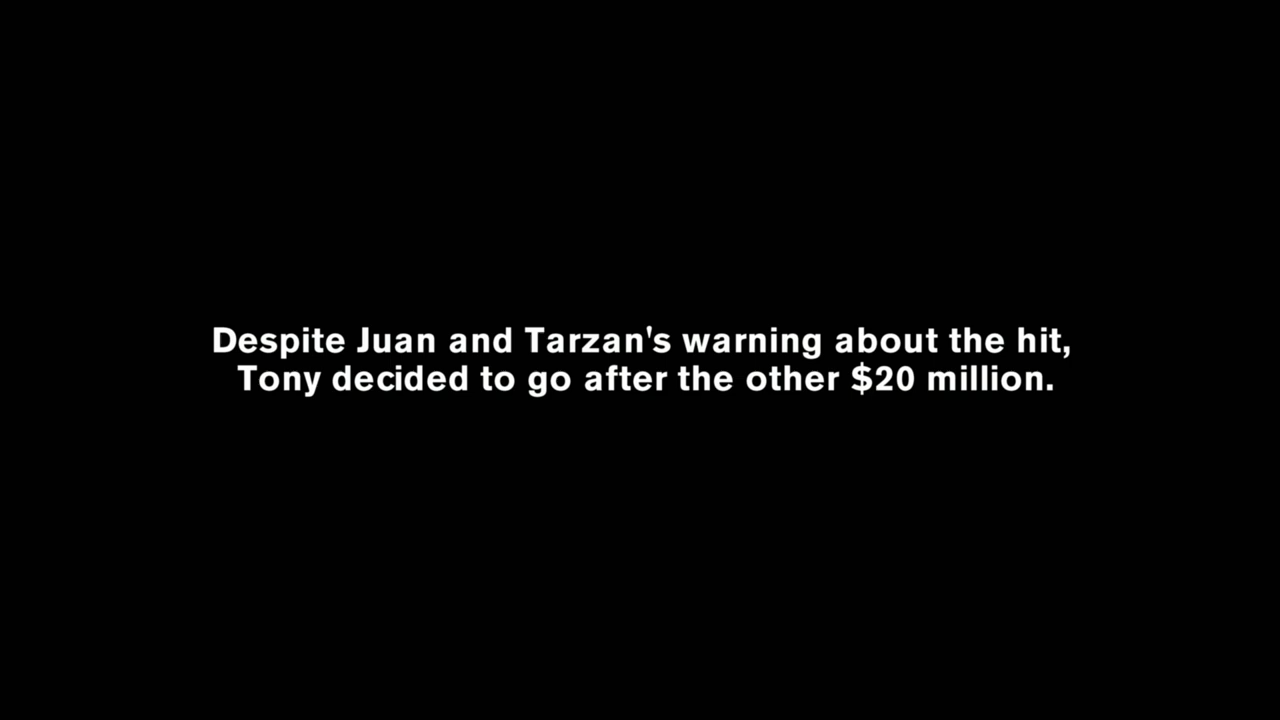 Despite Juan and Tarzan's warning about the hit,
Tony decided to go after the other $20 million.